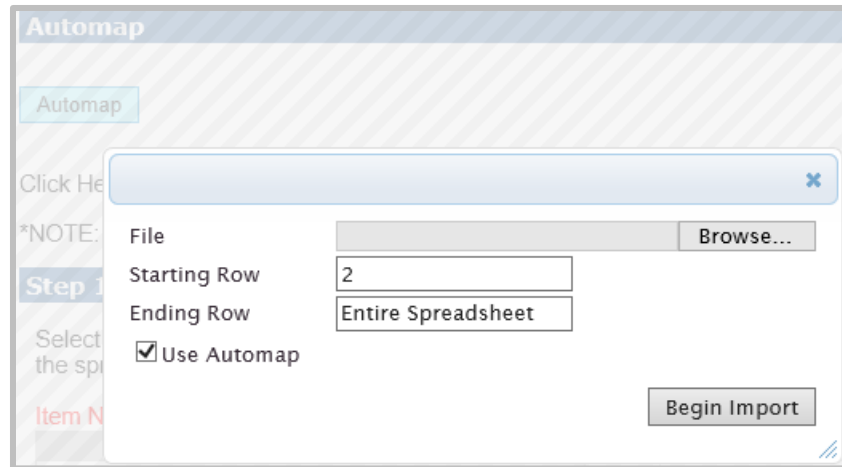 Automap
Automap
Click He
*NOTE:
File
Browse...
Starting Row
2
Ending Row
Entire Spreadsheet
Use Automap
Begin Import
Step 1
Select
the spr
Item N